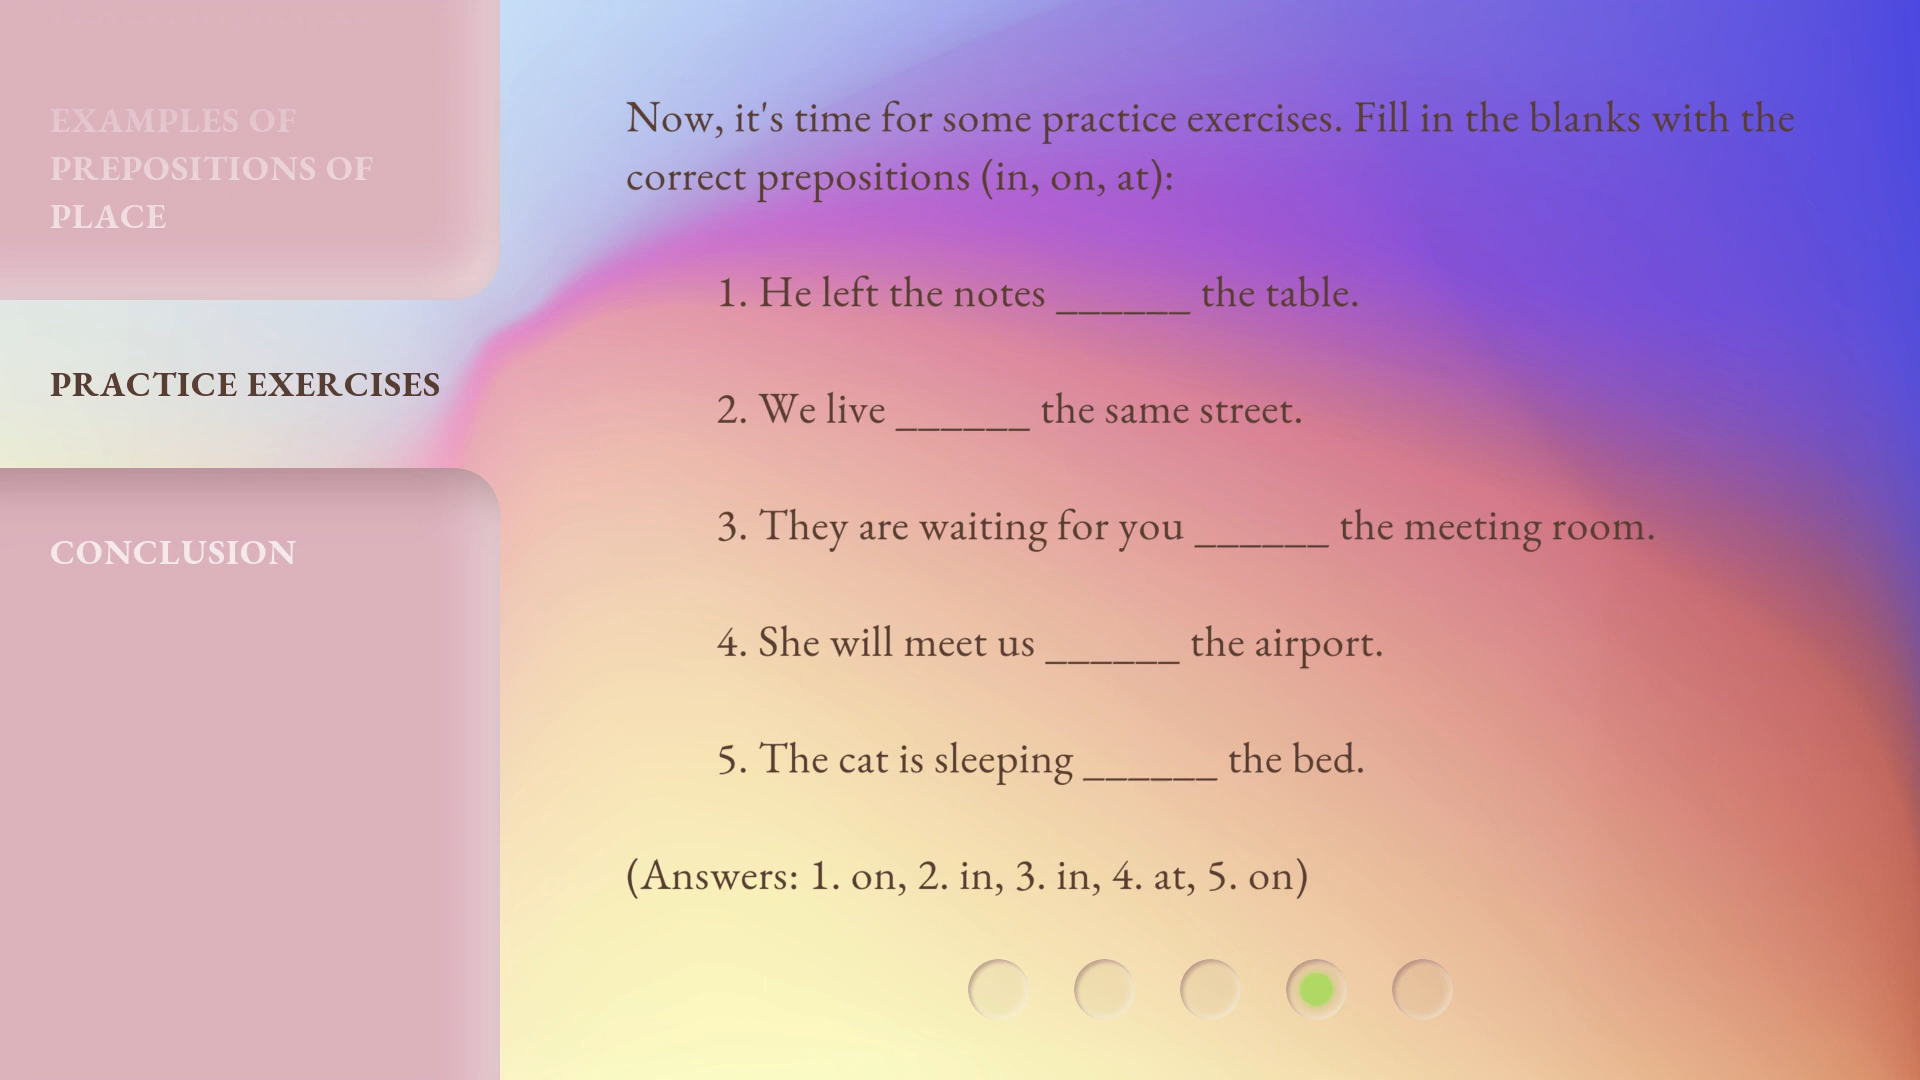 EXAMPLES OF
PREPOSITIONS OF
PLACE
PRACTICE EXERCISES
CONCLUSION
Now, it's time for some practice exercises. Fill in the blanks with the
correct prepositions (in, on, at):
1. He left the notes ______ the table.
2. We live ______ the same street.
3. They are waiting for you ______ the meeting room.
4. She will meet us ______ the airport.
5. The cat is sleeping ______ the bed.
(Answers: 1. on, 2. in, 3. in, 4. at, 5. on)